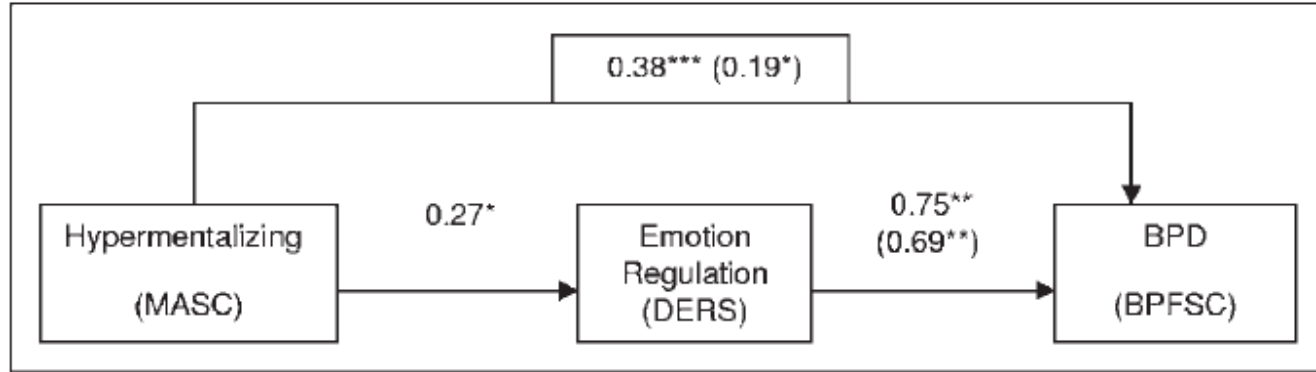 0.38*** (0.19*)
Hypermentalizing
(MASC)
0.27*
Emotion
Regulation
(DERS)
0.75**
(0.69**)
BPD
(BPFSC)